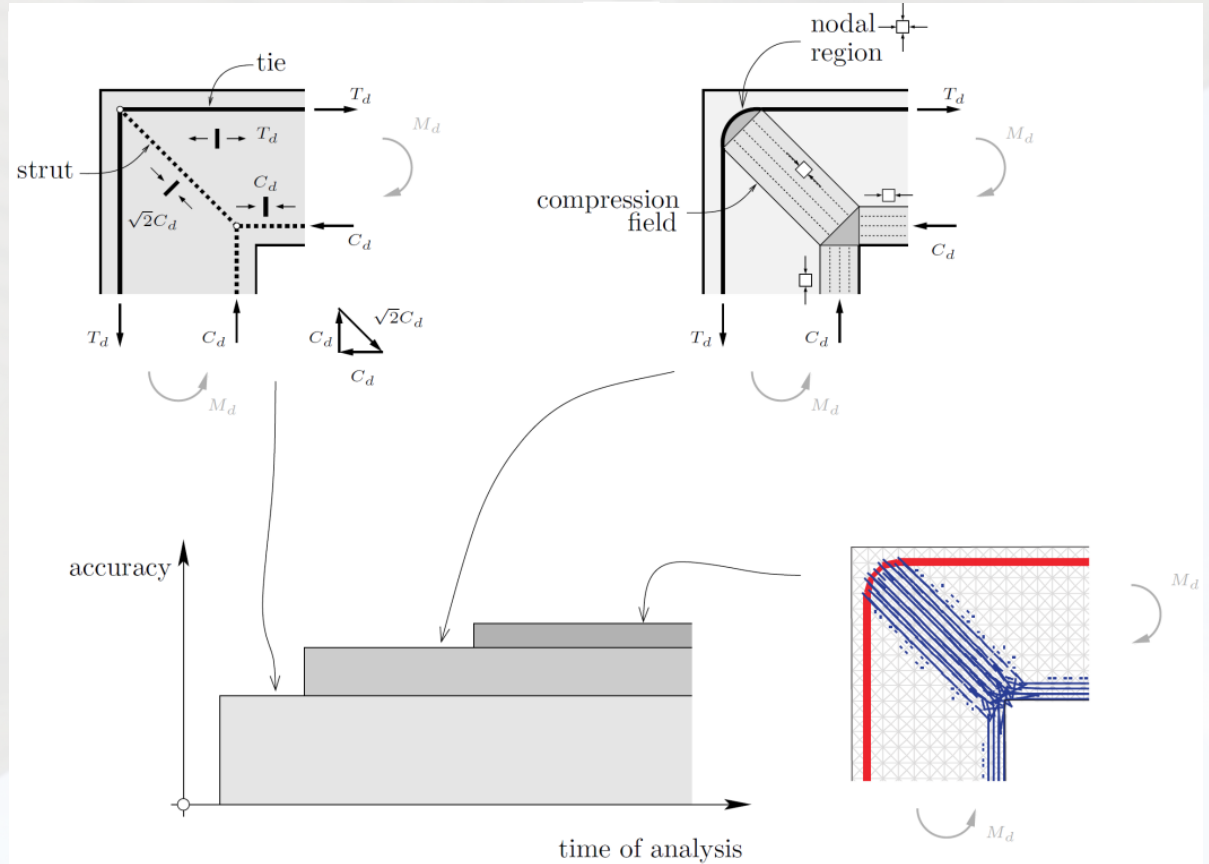 tie
T_d
M_d
strut
T_d
C_d
√2C_d
C_d
T_d
C_d
C_d
√2C_d
C_d
M_d
nodal
region
T_d
M_d
compression
field
C_d
T_d
C_d
M_d
accuracy
time of analysis
M_d
M_d